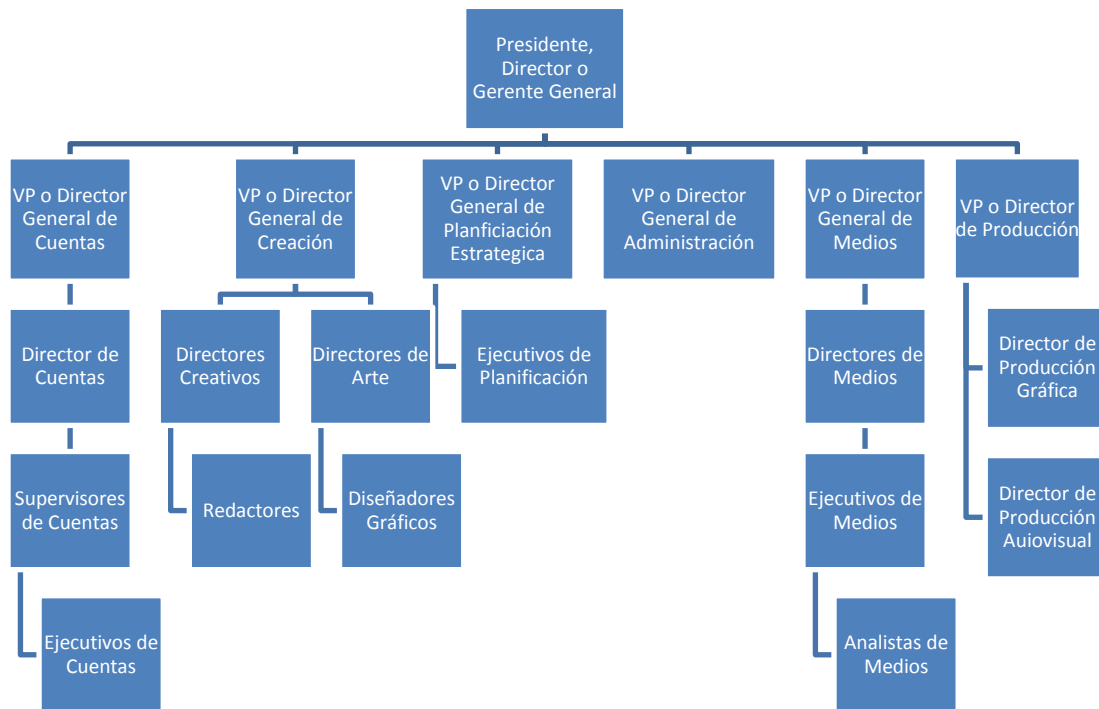 Presidente,
Director o
Gerente General
VP o Director
General de
Cuentas
VP o Director
General de
Creación
VP o Director
General de
Planficiación
Estrategica
VP o Director
General de
Administración
VP o Director
General de
Medios
VP o Director
de Producción
Director de
Cuentas
Directores
Creativos
Directores de
Arte
Ejecutivos de
Planificación
Directores de
Medios
Director de
Producción
Gráfica
Supervisores
de Cuentas
Redactores
Diseñadores
Gráficos
Ejecutivos de
Medios
Director de
Producción
Auiovisual
Ejecutivos de
Cuentas
Analistas de
Medios